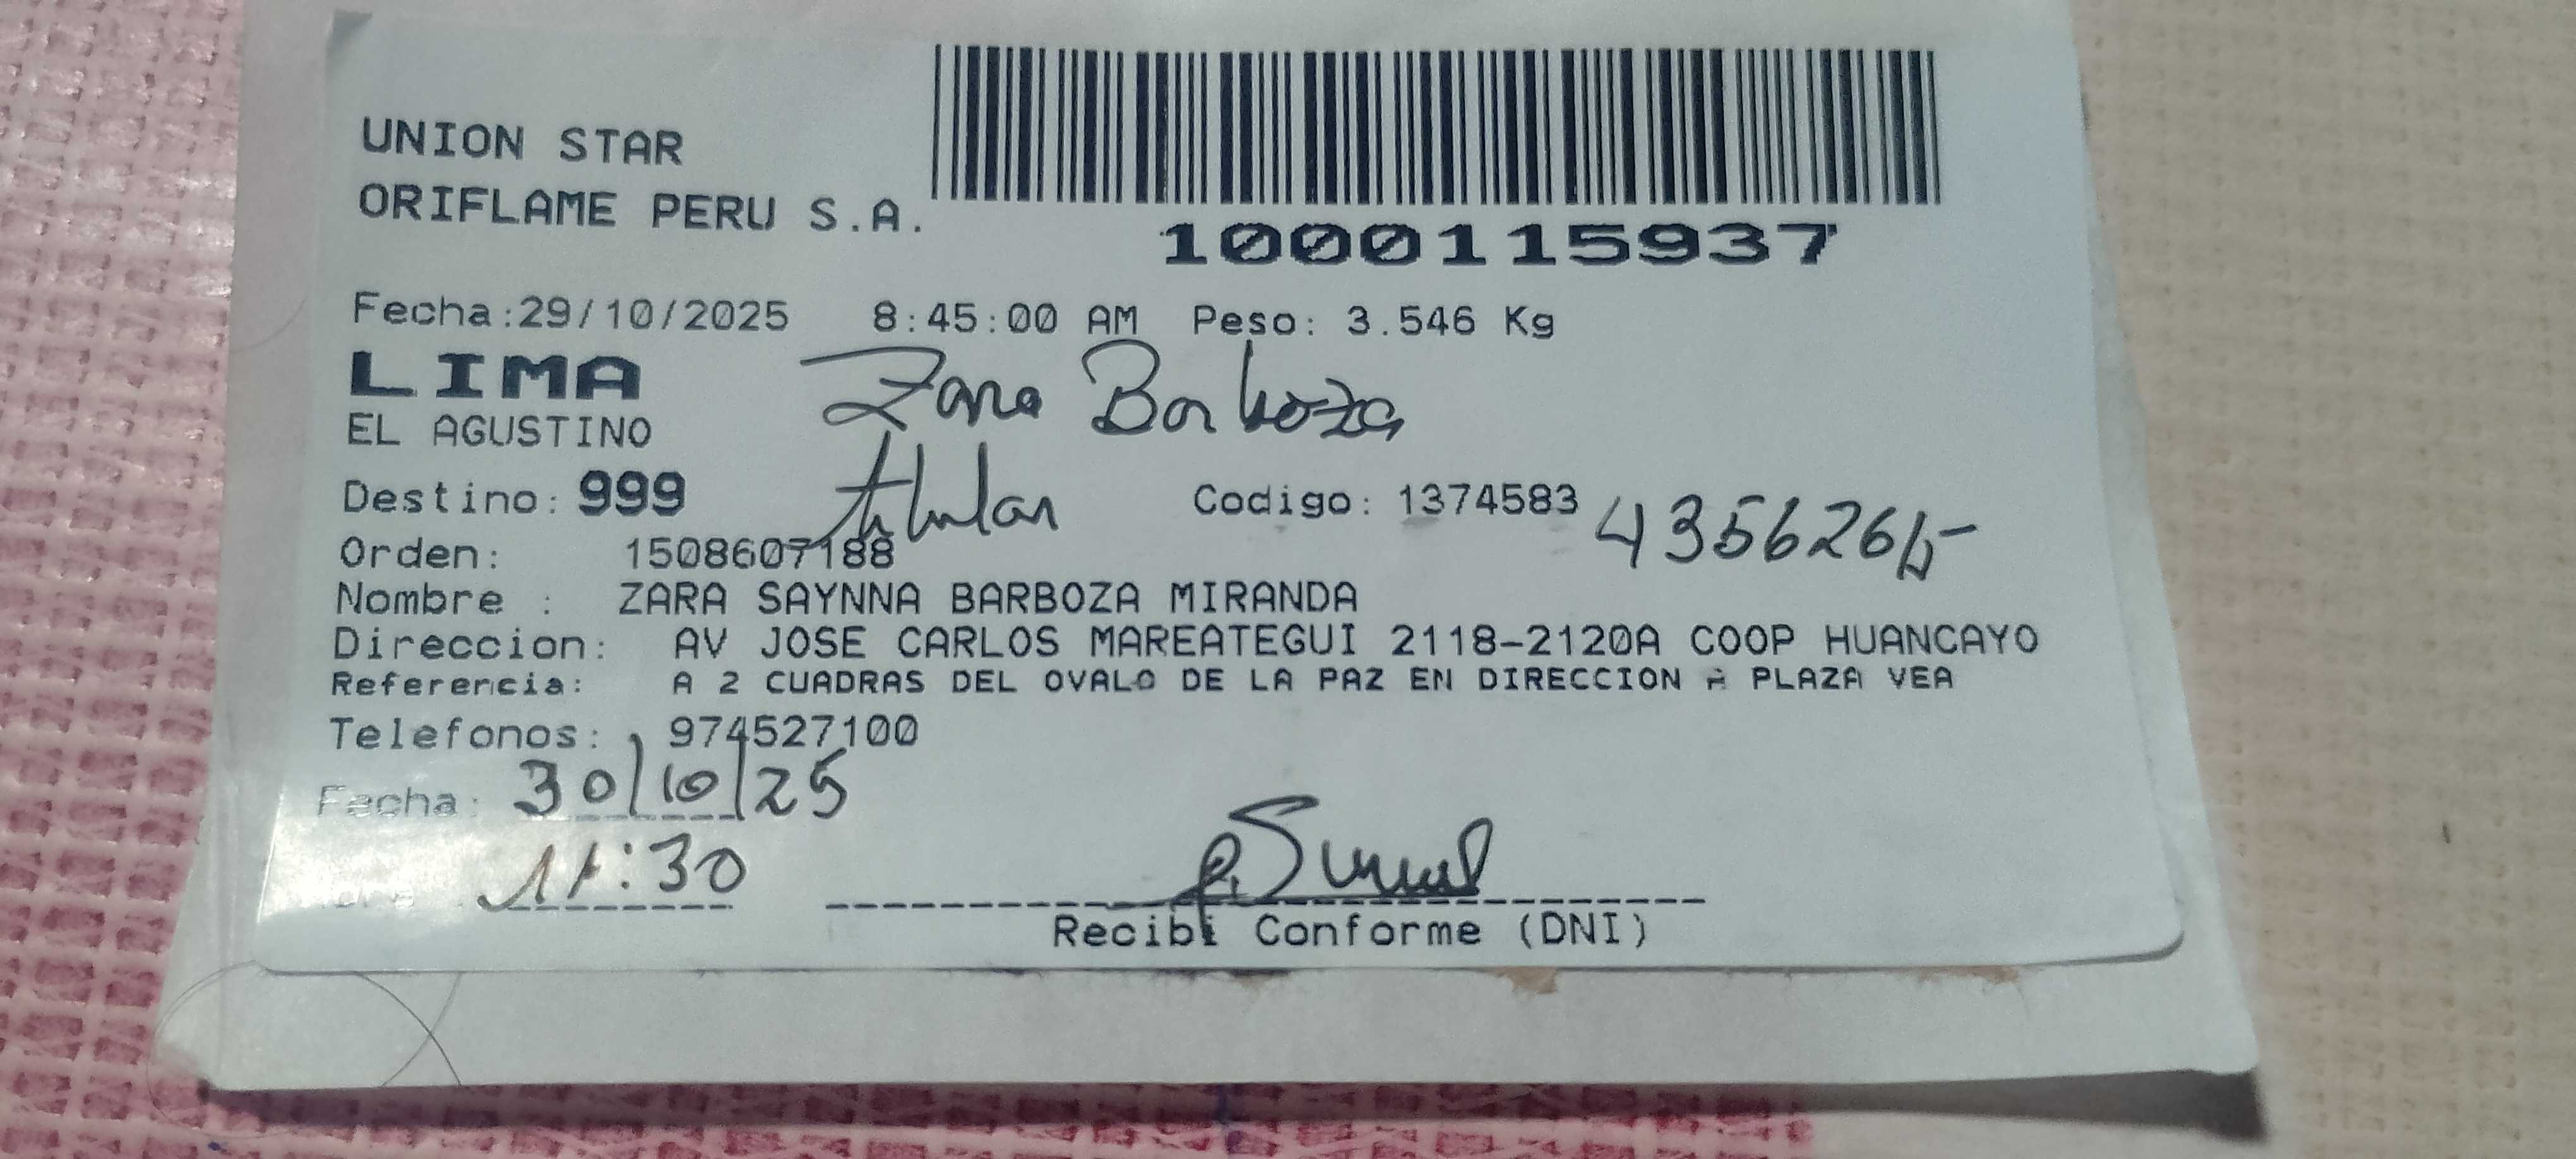 UNION STAR
ORIFLAME PERU S.A.
1000115937
Fecha:29/10/2025 8:45:00 AM Peso: 3.546 Kg
LIMA
Zara Barboza
EL AGUSTINO
titular
Destino: 999 Codigo: 1374583 43562645
Orden: 1508607188
Nombre : ZARA SAYNNA BARBOZA MIRANDA
Direccion: AV JOSE CARLOS MAREATEGUI 2118-2120A COOP HUANCAYO
Referencia: A 2 CUADRAS DEL OVALO DE LA PAZ EN DIRECCION A PLAZA VEA
Telefonos: 974527100
Fecha: 30/10/25
11:30
Recibi Conforme (DNI)